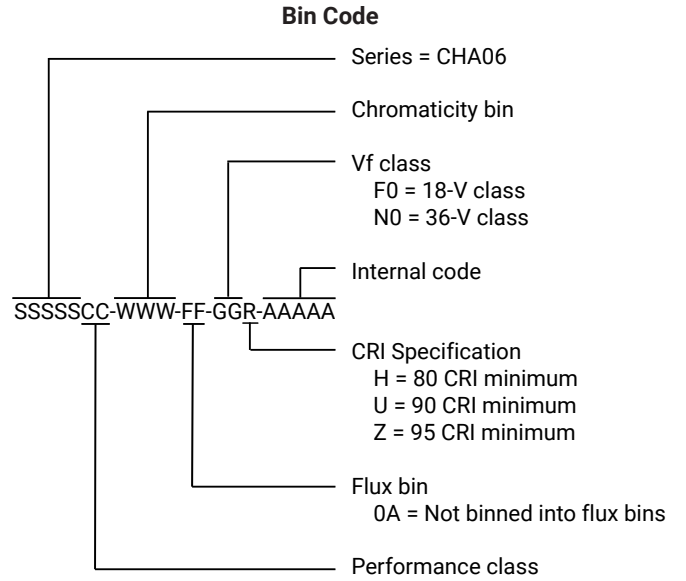 Bin Code
Series = CHA06
Chromaticity bin
Vf class
F0 = 18-V class
N0 = 36-V class
Internal code
SSSSSCC-WWW-FF-GGR-AAAAA
CRI Specification
H = 80 CRI minimum
U = 90 CRI minimum
Z = 95 CRI minimum
Flux bin
0A = Not binned into flux bins
Performance class